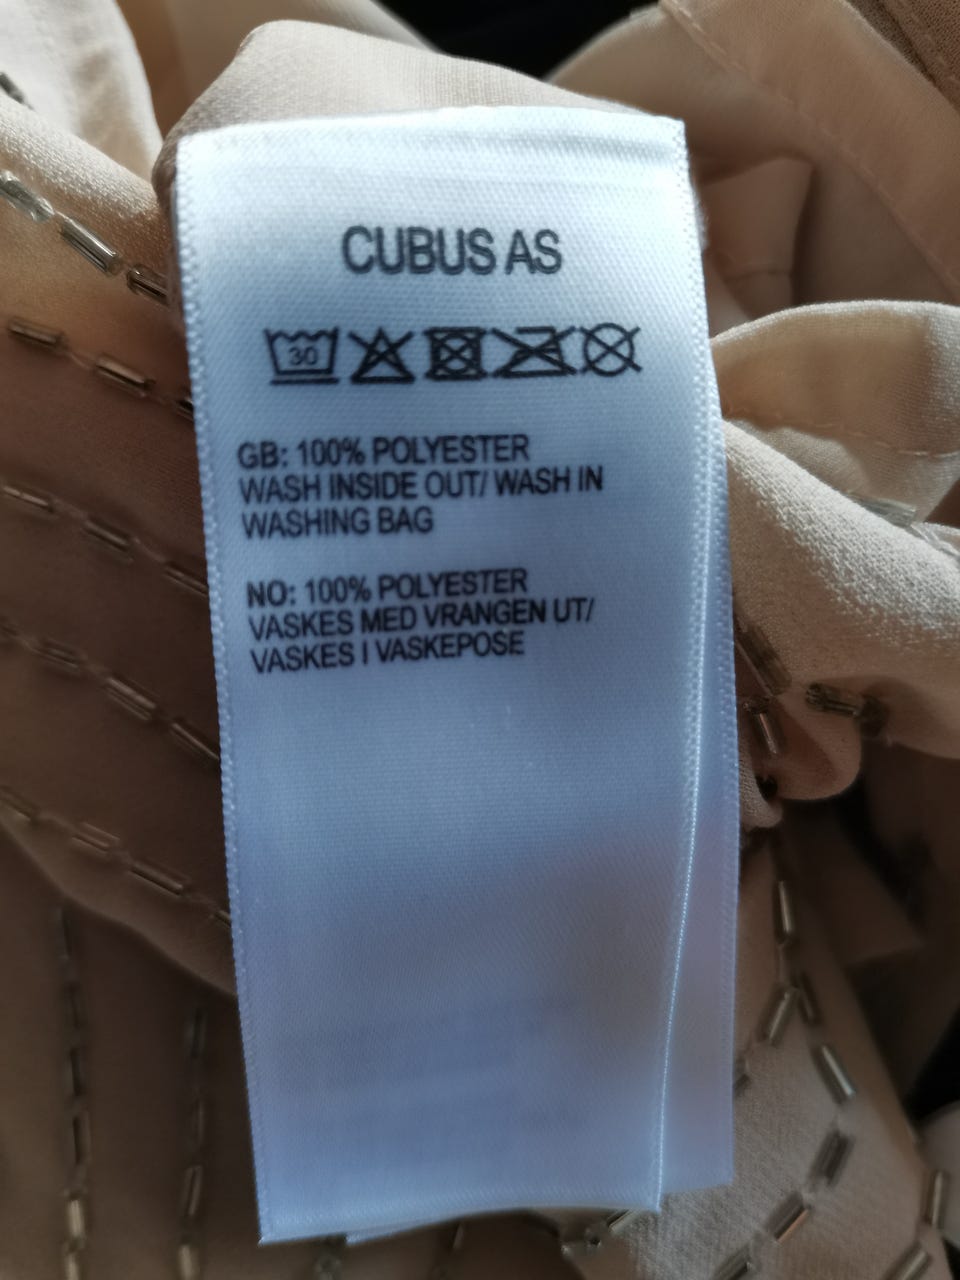 CUBUS AS
30
GB: 100% POLYESTER
WASH INSIDE OUT/ WASH IN
WASHING BAG
NO: 100% POLYESTER
VASKES MED VRANGEN UT/
VASKES I VASKEPOSE